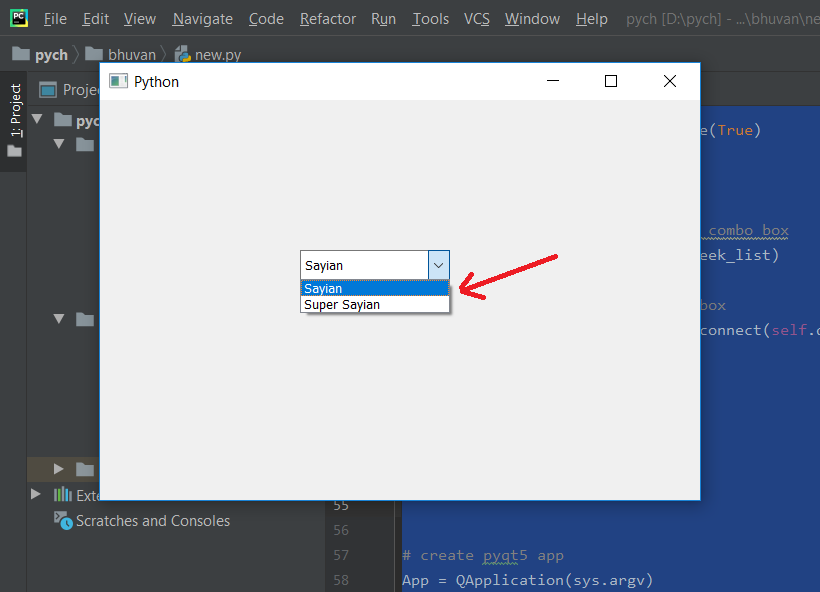 PC File Edit View Navigate Code Refactor Run Tools VCS Window Help pych [D:\pych] - ...\bhuvan\ne
pych bhuvan new.py
1: Project
Proje
Python
pyc
e(True)
combo box
Sayian
eek_list)
Sayian
Super Sayian
box
connect(self.c
Exte
55
Scratches and Consoles
56
57 # create pyqt5 app
58 App = QApplication(sys.argv)